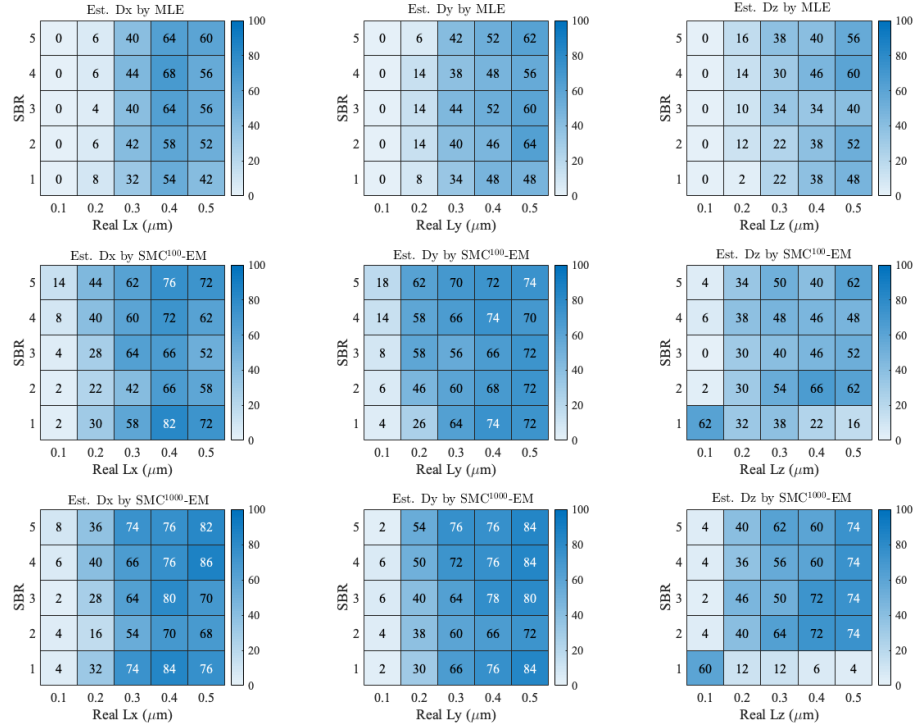 Est. Dx by MLE
SBR
5 0 6 40 64 60
4 0 6 44 68 56
3 0 4 40 64 56
2 0 6 42 58 52
1 0 8 32 54 42
0.1 0.2 0.3 0.4 0.5
Real Lx (μm)
100
80
60
40
20
0
Est. Dy by MLE
SBR
5 0 6 42 52 62
4 0 14 38 48 56
3 0 14 44 52 60
2 0 14 40 46 64
1 0 8 34 48 48
0.1 0.2 0.3 0.4 0.5
Real Ly (μm)
100
80
60
40
20
0
Est. Dz by MLE
SBR
5 0 16 38 40 56
4 0 14 30 46 60
3 0 10 34 34 40
2 0 12 22 38 52
1 0 2 22 38 48
0.1 0.2 0.3 0.4 0.5
Real Lz (μm)
100
80
60
40
20
0
Est. Dx by SMC¹⁰⁰-EM
SBR
5 14 44 62 76 72
4 8 40 60 72 62
3 4 28 64 66 52
2 2 22 42 66 58
1 2 30 58 82 72
0.1 0.2 0.3 0.4 0.5
Real Lx (μm)
100
80
60
40
20
0
Est. Dy by SMC¹⁰⁰-EM
SBR
5 18 62 70 72 74
4 14 58 66 74 70
3 8 58 56 66 72
2 6 46 60 68 72
1 4 26 64 74 72
0.1 0.2 0.3 0.4 0.5
Real Ly (μm)
100
80
60
40
20
0
Est. Dz by SMC¹⁰⁰-EM
SBR
5 4 34 50 40 62
4 6 38 48 46 48
3 0 30 40 46 52
2 2 30 54 66 62
1 62 32 38 22 16
0.1 0.2 0.3 0.4 0.5
Real Lz (μm)
100
80
60
40
20
0
Est. Dx by SMC¹⁰⁰⁰-EM
SBR
5 8 36 74 76 82
4 6 40 66 76 86
3 2 28 64 80 70
2 4 16 54 70 68
1 4 32 74 84 76
0.1 0.2 0.3 0.4 0.5
Real Lx (μm)
100
80
60
40
20
0
Est. Dy by SMC¹⁰⁰⁰-EM
SBR
5 2 54 76 76 84
4 6 50 72 76 84
3 6 40 64 78 80
2 4 38 60 66 72
1 2 30 66 76 84
0.1 0.2 0.3 0.4 0.5
Real Ly (μm)
100
80
60
40
20
0
Est. Dz by SMC¹⁰⁰⁰-EM
SBR
5 4 40 62 60 74
4 4 36 56 60 74
3 2 46 50 72 74
2 4 40 64 72 74
1 60 12 12 6 4
0.1 0.2 0.3 0.4 0.5
Real Lz (μm)
100
80
60
40
20
0